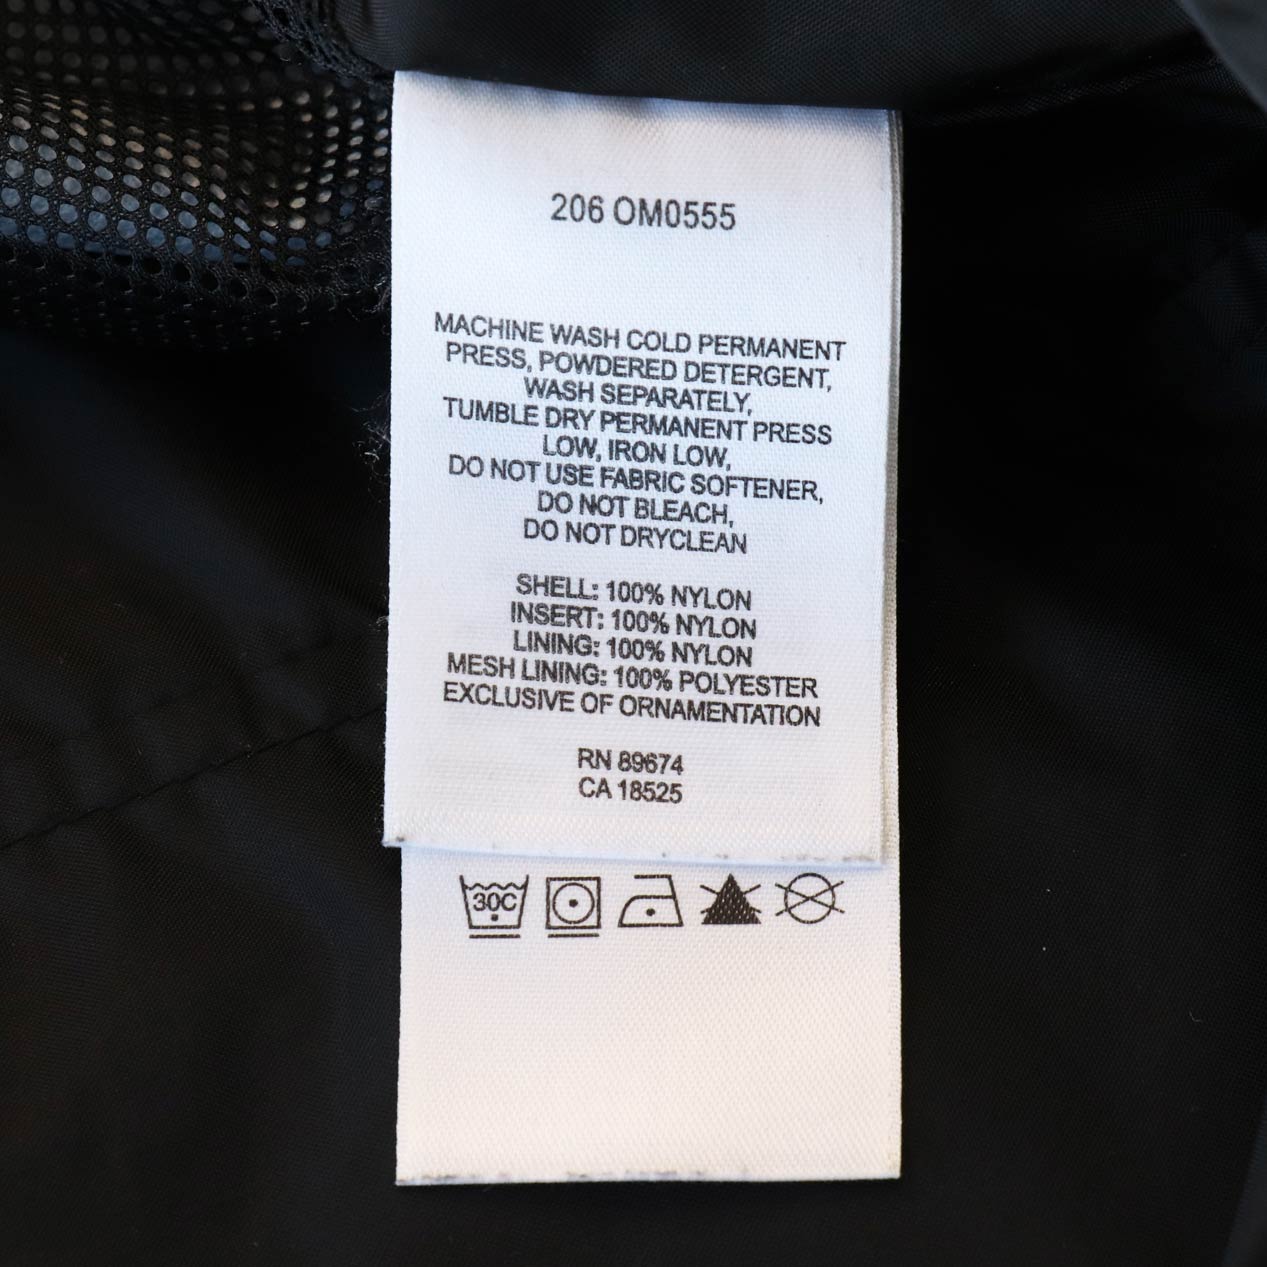 206 OM0555
MACHINE WASH COLD PERMANENT
PRESS, POWDERED DETERGENT,
WASH SEPARATELY,
TUMBLE DRY PERMANENT PRESS
LOW, IRON LOW,
DO NOT USE FABRIC SOFTENER,
DO NOT BLEACH,
DO NOT DRYCLEAN
SHELL: 100% NYLON
INSERT: 100% NYLON
LINING: 100% NYLON
MESH LINING: 100% POLYESTER
EXCLUSIVE OF ORNAMENTATION
RN 89674
CA 18525
30C